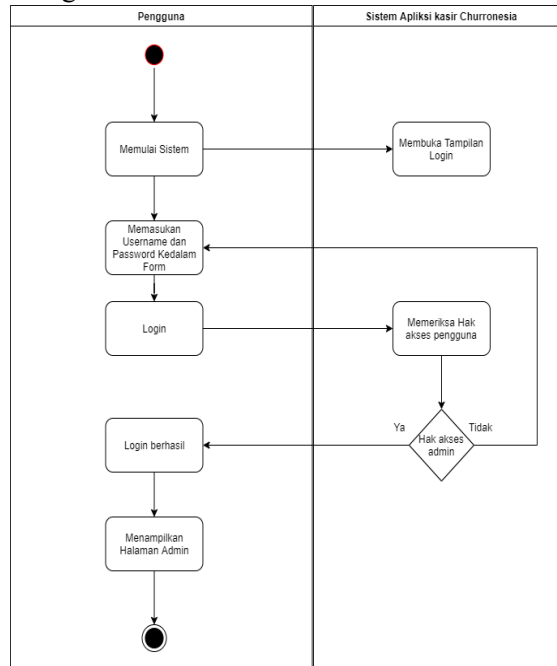 Pengguna
Sistem Apliksi kasir Churronesia
Memulai Sistem
Membuka Tampilan
Login
Memasukan
Username dan
Password Kedalam
Form
Login
Memeriksa Hak
akses pengguna
Ya
Hak akses
admin
Tidak
Login berhasil
Menampilkan
Halaman Admin